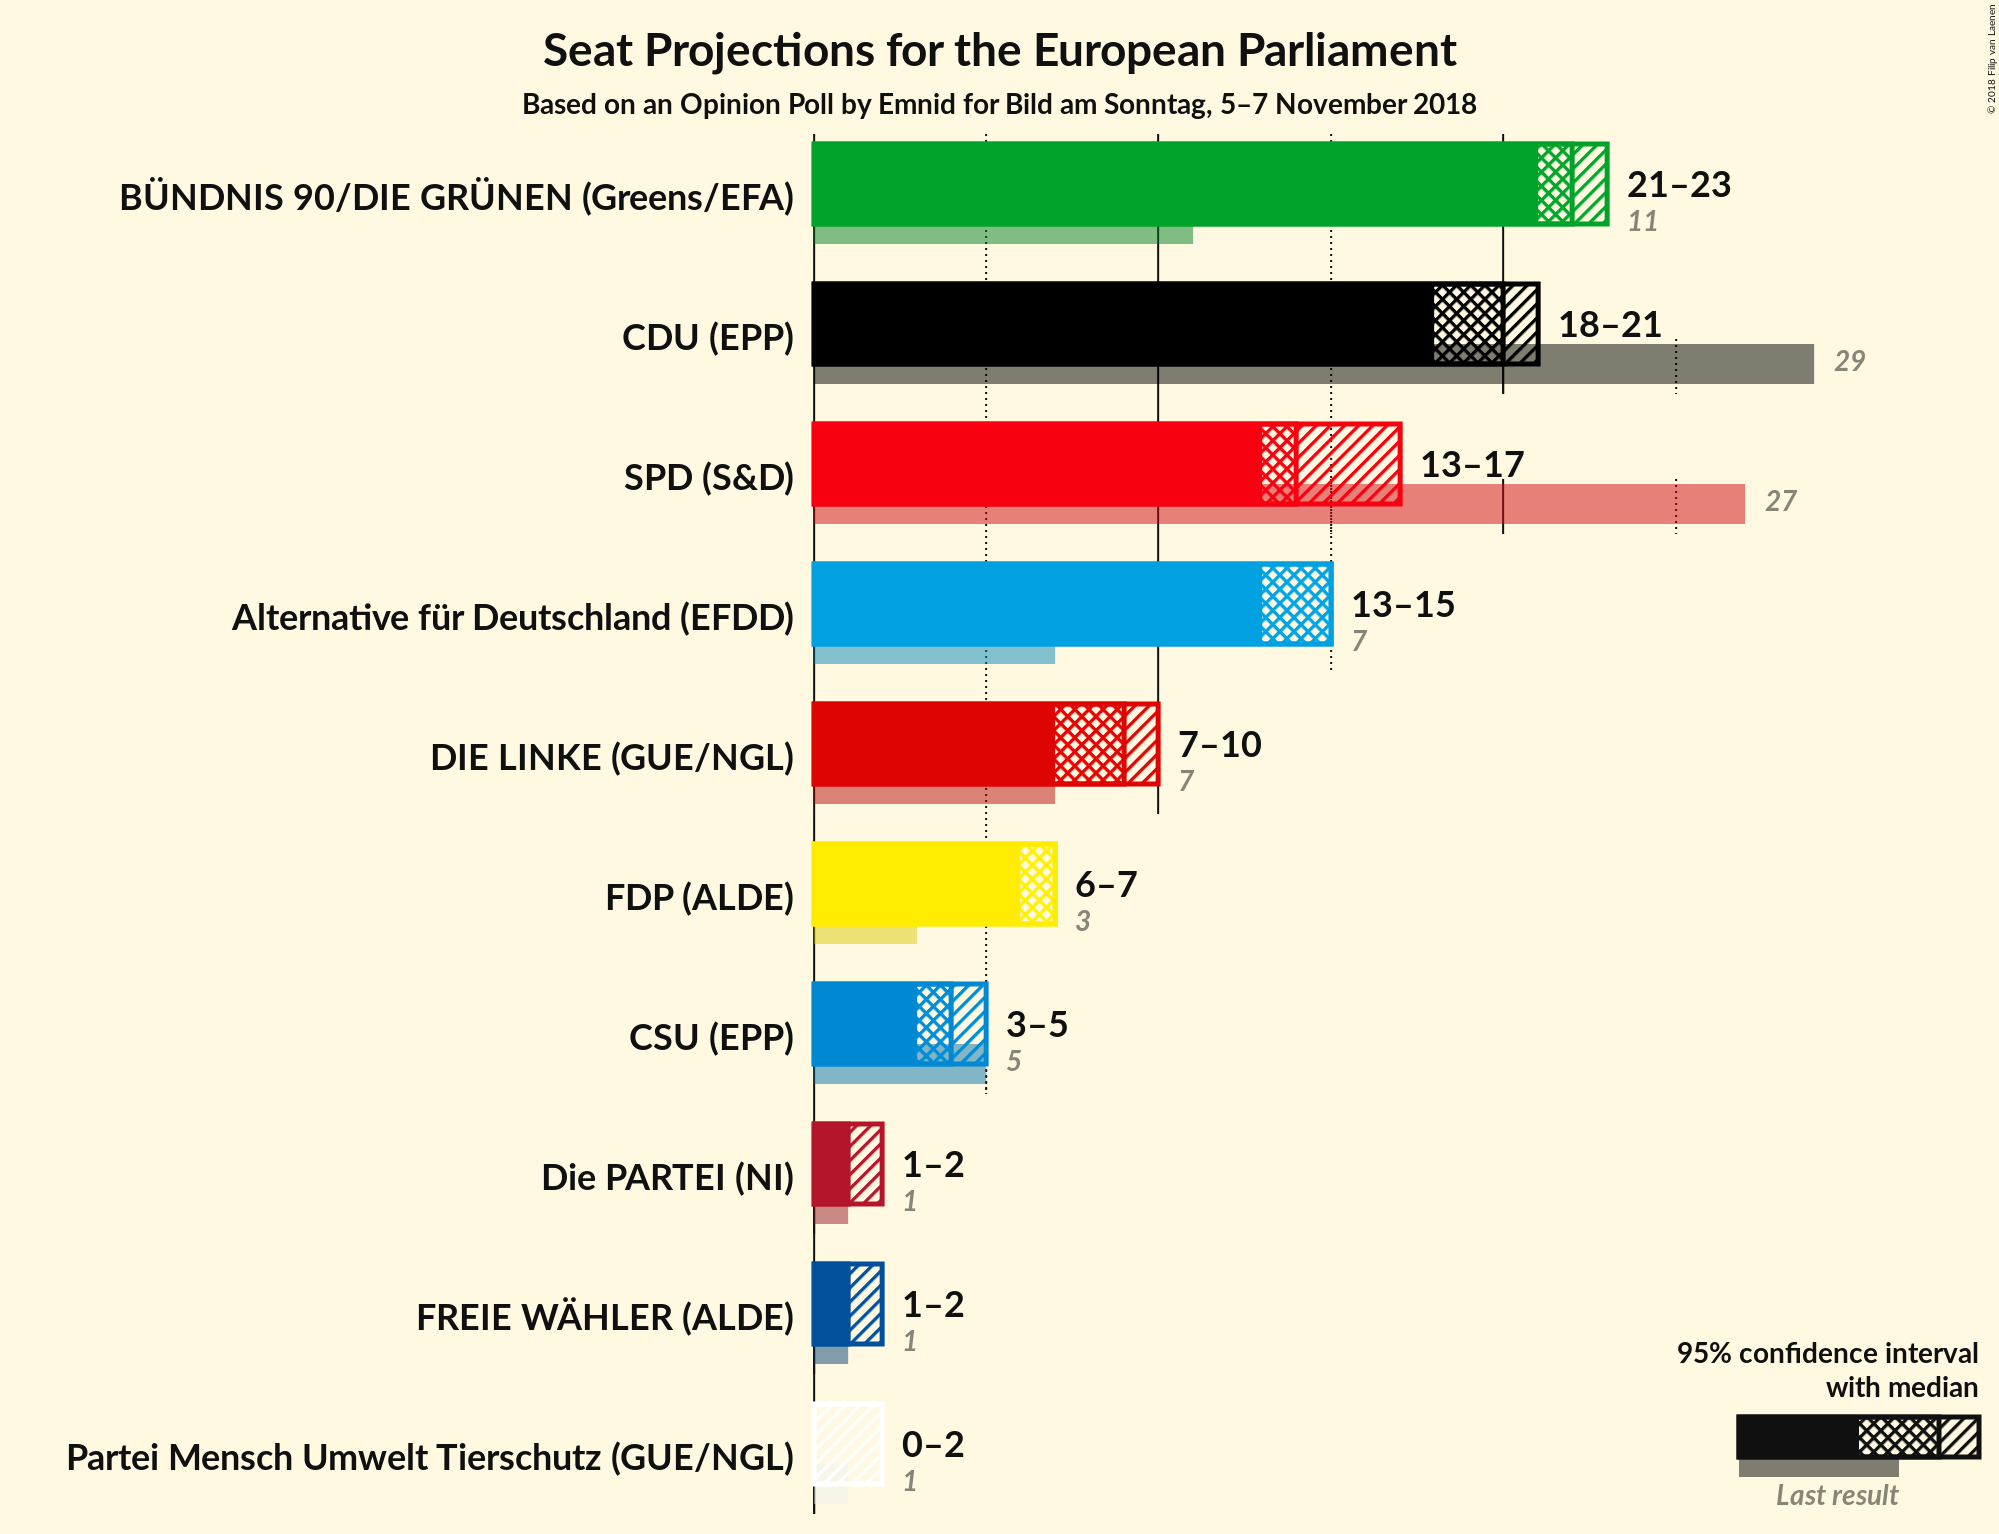 Seat Projections for the European Parliament
Based on an Opinion Poll by Emnid for Bild am Sonntag, 5–7 November 2018
© 2018 Filip van Laenen
BÜNDNIS 90/DIE GRÜNEN (Greens/EFA)
21–23
11
CDU (EPP)
18–21
29
SPD (S&D)
13–17
27
Alternative für Deutschland (EFDD)
13–15
7
DIE LINKE (GUE/NGL)
7–10
7
FDP (ALDE)
6–7
3
CSU (EPP)
3–5
5
Die PARTEI (NI)
1–2
1
FREIE WÄHLER (ALDE)
1–2
1
Partei Mensch Umwelt Tierschutz (GUE/NGL)
0–2
1
95% confidence interval
with median
Last result